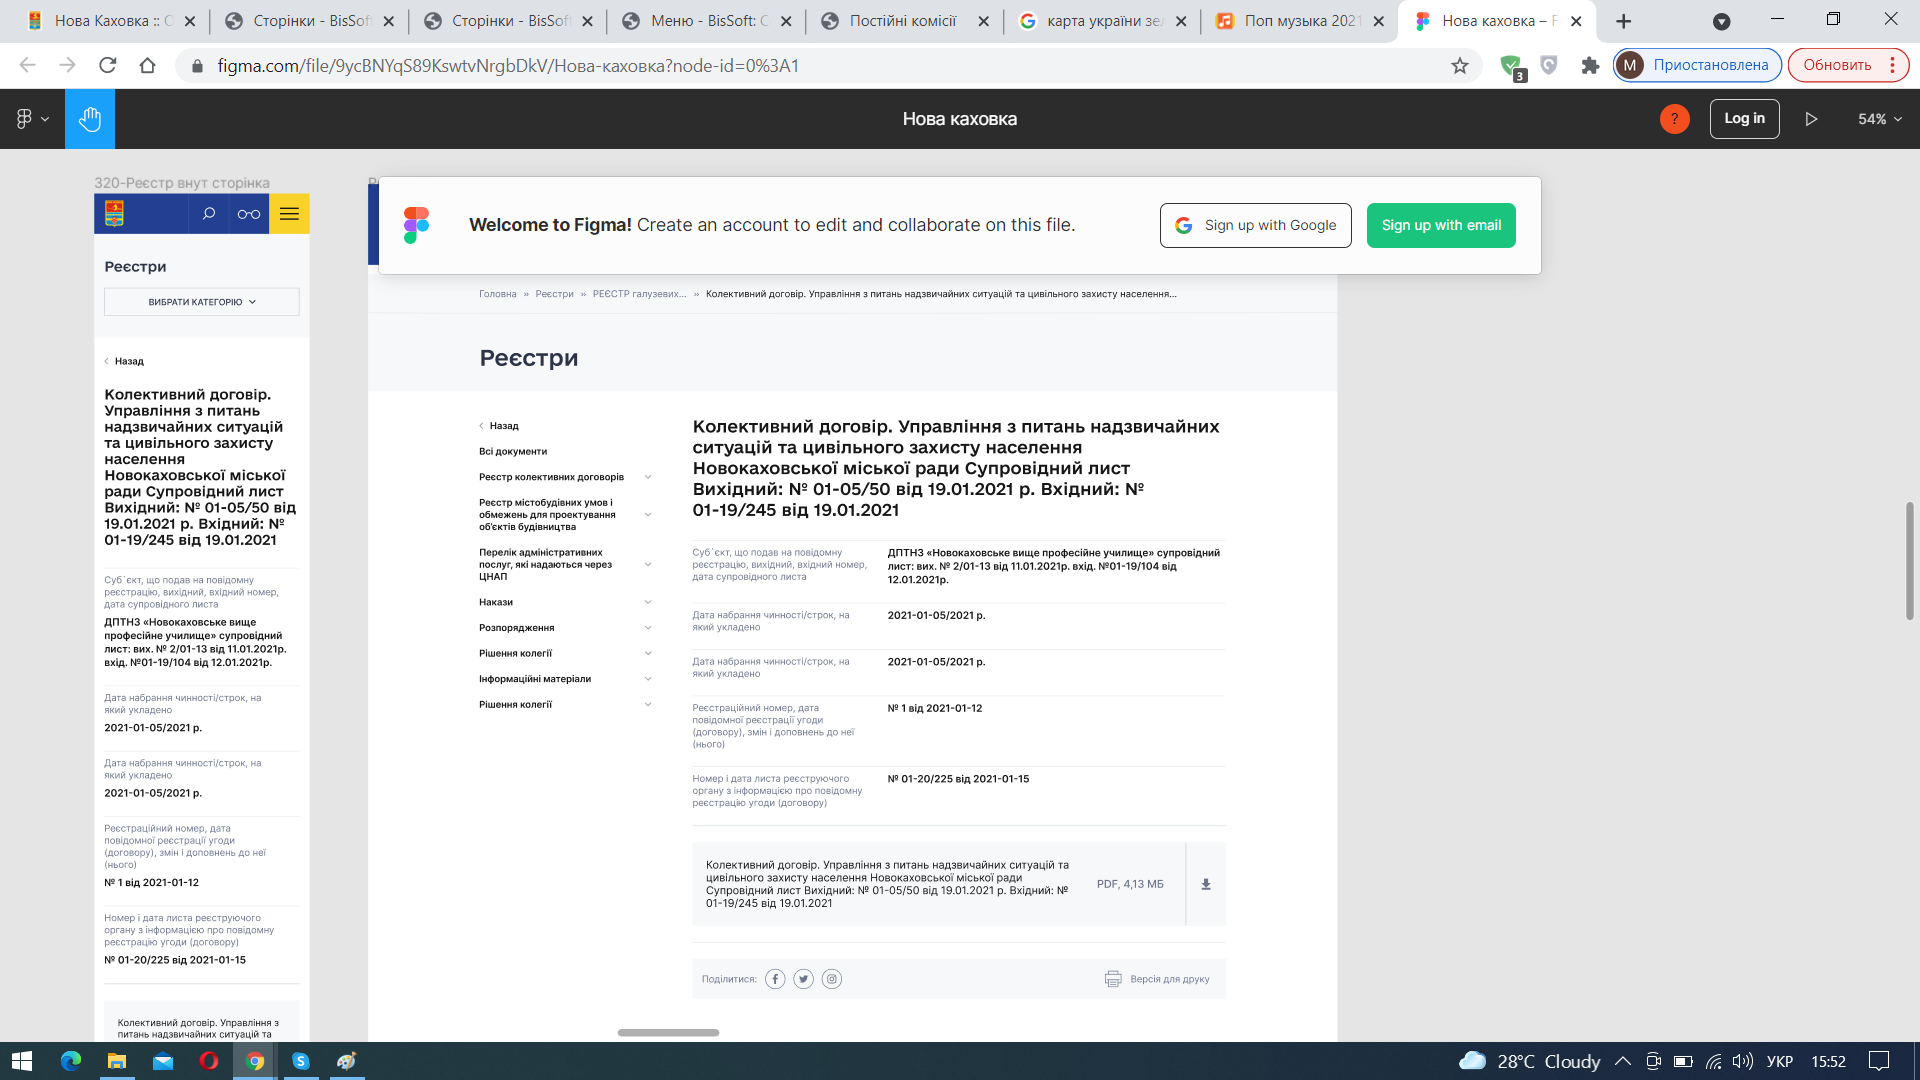 Нова Каховка :: О
Сторінки - BisSoft
Сторінки - BisSoft
Меню - BisSoft: С
Постійні комісії
карта україни зел
Поп музыка 2021
Нова каховка – F
figma.com/file/9ycBNYqS89KswtvNrgbDkV/Нова-каховка?node-id=0%3A1
3
М
Приостановлена
Обновить
Нова каховка
?
Log in
54%
320-Реєстр внут сторінка
Welcome to Figma! Create an account to edit and collaborate on this file.
Sign up with Google
Sign up with email
Реєстри
ВИБРАТИ КАТЕГОРІЮ
Назад
Колективний договір.
Управління з питань
надзвичайних ситуацій
та цивільного захисту
населення
Новокаховської міської
ради Супровідний лист
Вихідний: № 01-05/50 від
19.01.2021 р. Вхідний: №
01-19/245 від 19.01.2021
Суб`єкт, що подав на повідомну
реєстрацію, вихідний, вхідний номер,
дата супровідного листа
ДПТНЗ «Новокаховське вище
професійне училище» супровідний
лист: вих. № 2/01-13 від 11.01.2021р.
вхід. №01-19/104 від 12.01.2021р.
Дата набрання чинності/строк, на
який укладено
2021-01-05/2021 р.
Дата набрання чинності/строк, на
який укладено
2021-01-05/2021 р.
Реєстраційний номер, дата
повідомної реєстрації угоди
(договору), змін і доповнень до неї
(нього)
№ 1 від 2021-01-12
Номер і дата листа реєструючого
органу з інформацією про повідомну
реєстрацію угоди (договору)
№ 01-20/225 від 2021-01-15
Колективний договір. Управління з
питань надзвичайних ситуацій та
Головна » Реєстри » РЕЄСТР галузевих... » Колективний договір. Управління з питань надзвичайних ситуацій та цивільного захисту населення...
Реєстри
Назад
Всі документи
Реєстр колективних договорів
Реєстр містобудівних умов і
обмежень для проектування
об'єктів будівництва
Перелік адміністративних
послуг, які надаються через
ЦНАП
Накази
Розпорядження
Рішення колегії
Інформаційні матеріали
Рішення колегії
Колективний договір. Управління з питань надзвичайних
ситуацій та цивільного захисту населення
Новокаховської міської ради Супровідний лист
Вихідний: № 01-05/50 від 19.01.2021 р. Вхідний: №
01-19/245 від 19.01.2021
Суб`єкт, що подав на повідомну
реєстрацію, вихідний, вхідний номер,
дата супровідного листа
ДПТНЗ «Новокаховське вище професійне училище» супровідний
лист: вих. № 2/01-13 від 11.01.2021р. вхід. №01-19/104 від
12.01.2021р.
Дата набрання чинності/строк, на
який укладено
2021-01-05/2021 р.
Дата набрання чинності/строк, на
який укладено
2021-01-05/2021 р.
Реєстраційний номер, дата
повідомної реєстрації угоди
(договору), змін і доповнень до неї
(нього)
№ 1 від 2021-01-12
Номер і дата листа реєструючого
органу з інформацією про повідомну
реєстрацію угоди (договору)
№ 01-20/225 від 2021-01-15
Колективний договір. Управління з питань надзвичайних ситуацій та
цивільного захисту населення Новокаховської міської ради
Супровідний лист Вихідний: № 01-05/50 від 19.01.2021 р. Вхідний: №
01-19/245 від 19.01.2021
PDF, 4,13 МБ
Поділитися:
Версія для друку
28°C Cloudy
УКР
15:52